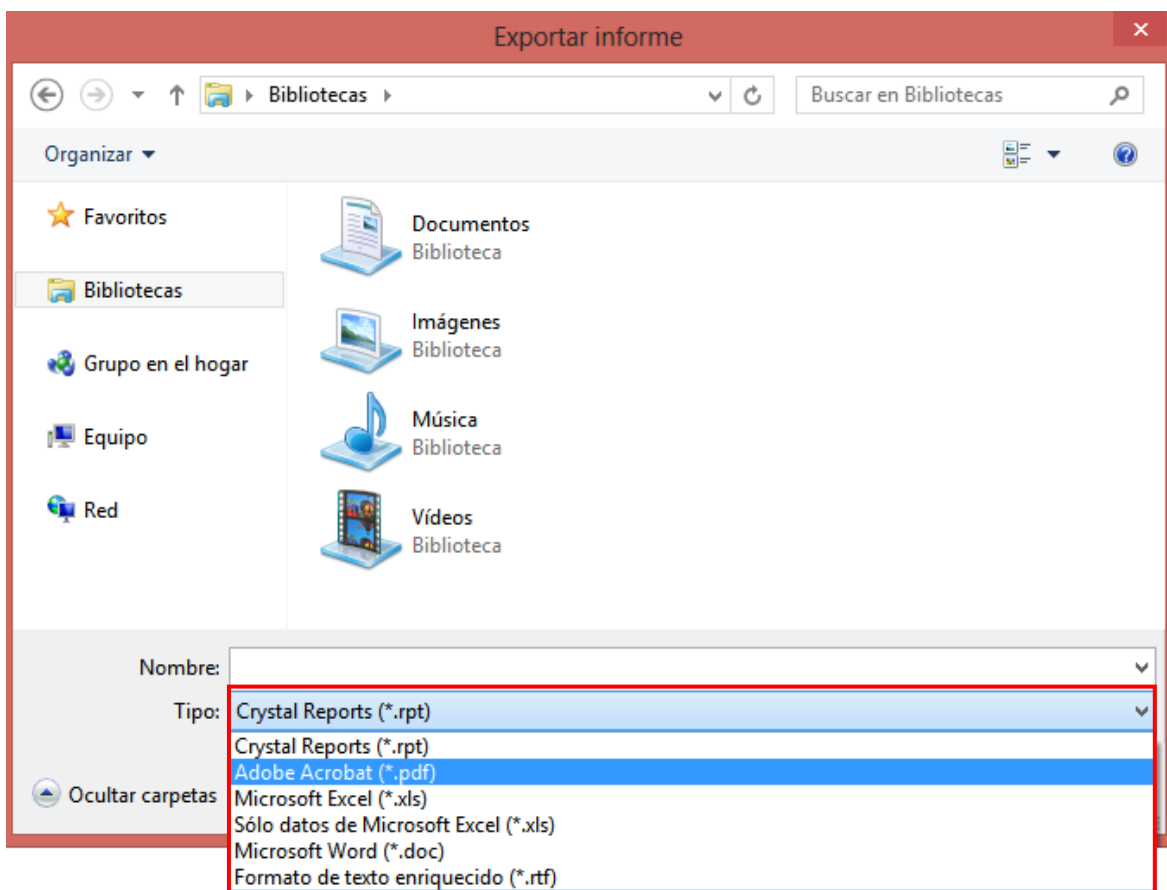 Exportar informe
Bibliotecas
Buscar en Bibliotecas
Organizar
Favoritos
Bibliotecas
Grupo en el hogar
Equipo
Red
Documentos
Biblioteca
Imágenes
Biblioteca
Música
Biblioteca
Vídeos
Biblioteca
Nombre:
Tipo: Crystal Reports (*.rpt)
Crystal Reports (*.rpt)
Adobe Acrobat (*.pdf)
Microsoft Excel (*.xls)
Sólo datos de Microsoft Excel (*.xls)
Microsoft Word (*.doc)
Formato de texto enriquecido (*.rtf)
Ocultar carpetas